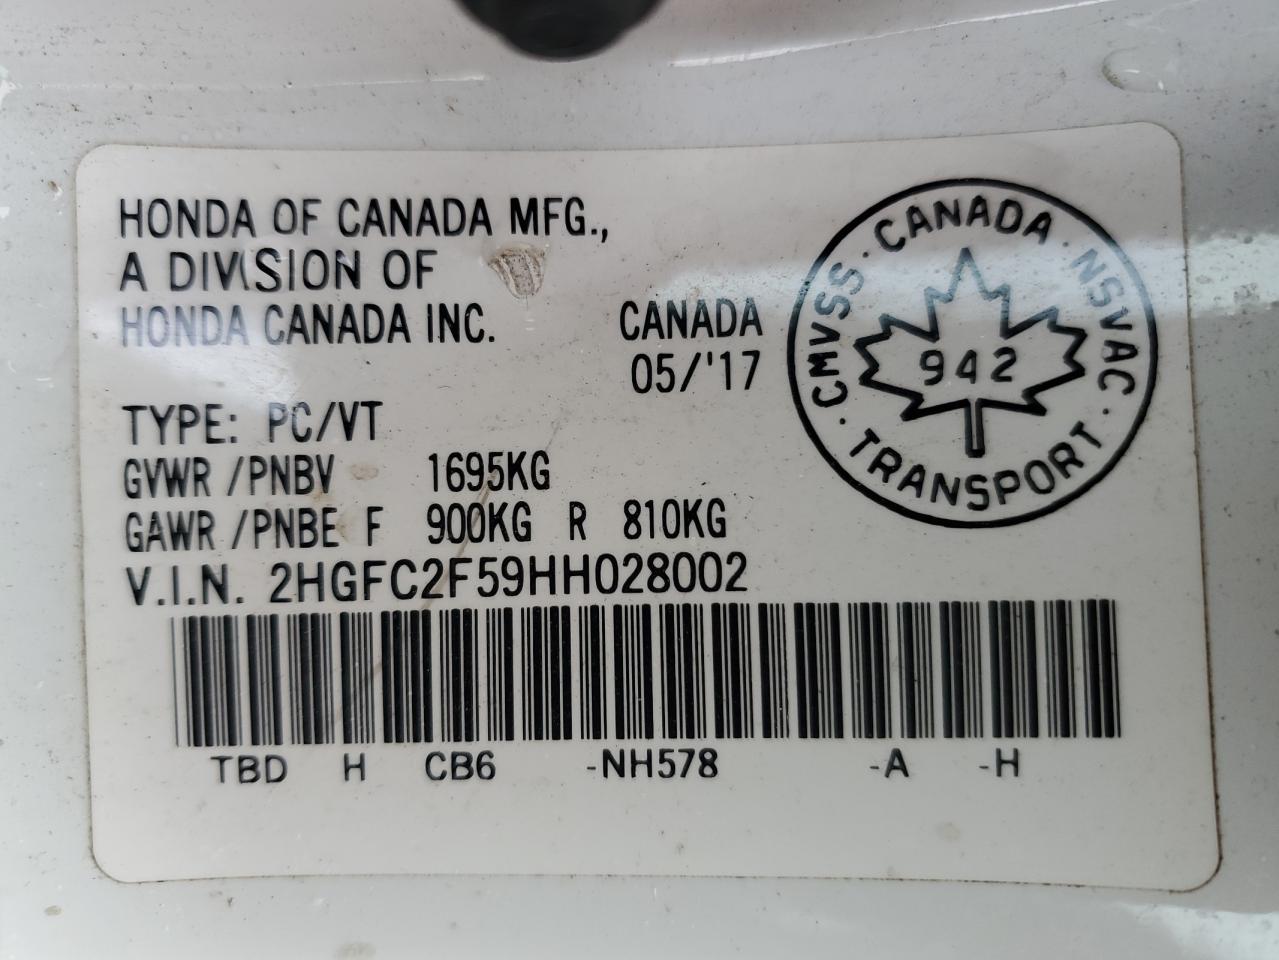 HONDA OF CANADA MFG.,
A DIVISION OF
HONDA CANADA INC.
CANADA
05/'17
TYPE: PC/VT
GVWR /PNBV 1695KG
GAWR /PNBE F 900KG R 810KG
V.I.N. 2HGFC2F59HH028002
TBD H CB6 -NH578 -A -H
CMVSS · CANADA · NSVAC · TRANSPORT ·
942